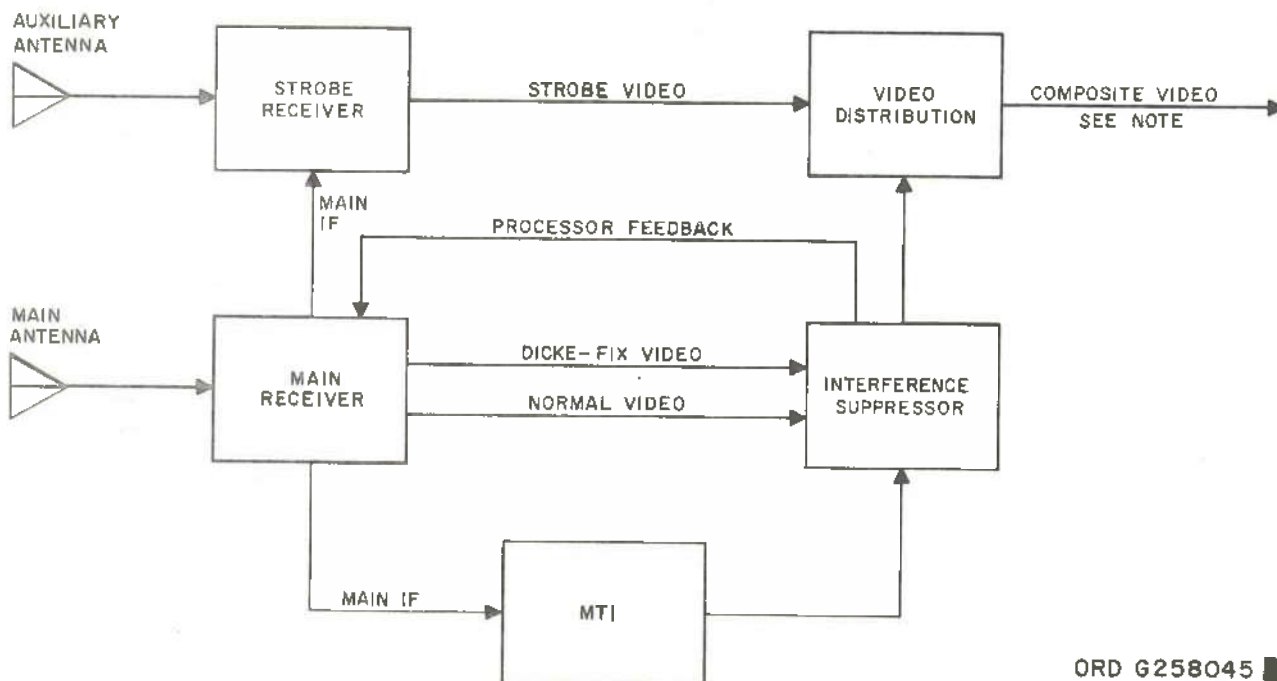 AUXILIARY
ANTENNA
STROBE
RECEIVER
STROBE VIDEO
VIDEO
DISTRIBUTION
COMPOSITE VIDEO
SEE NOTE
MAIN
IF
PROCESSOR FEEDBACK
MAIN
ANTENNA
MAIN
RECEIVER
DICKE-FIX VIDEO
NORMAL VIDEO
INTERFERENCE
SUPPRESSOR
MAIN IF
MTI
ORD G258045